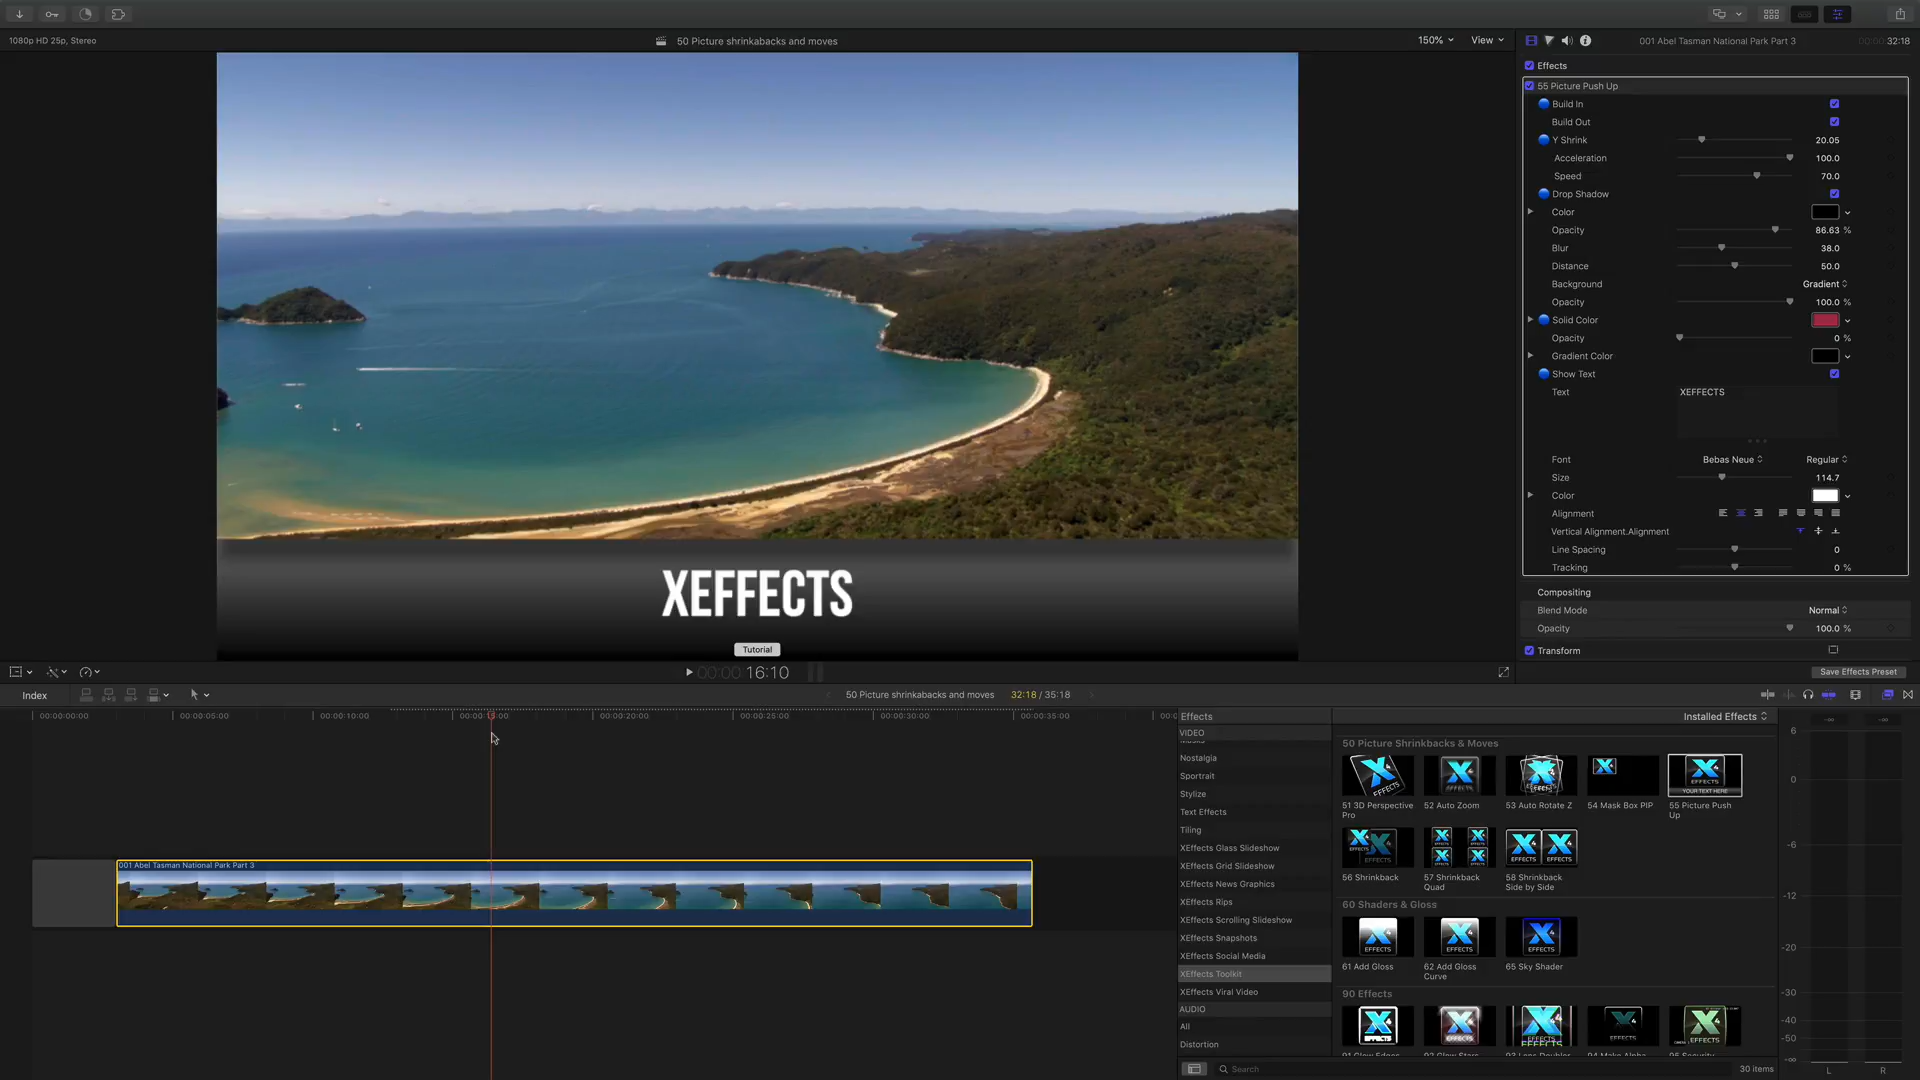 1080p HD 25p, Stereo
50 Picture shrinkabacks and moves
150%
View
001 Abel Tasman National Park Part 3
32:18
Effects
55 Picture Push Up
Build In
Build Out
Y Shrink
20.05
Acceleration
100.0
Speed
70.0
Drop Shadow
Color
Opacity
86.63 %
Blur
38.0
Distance
50.0
Background
Gradient
Opacity
100.0 %
Solid Color
Opacity
0 %
Gradient Color
Show Text
Text
XEFFECTS
Font
Bebas Neue
Regular
Size
114.7
Color
Alignment
Vertical Alignment.Alignment
Line Spacing
0
Tracking
0 %
Compositing
Blend Mode
Normal
Opacity
100.0 %
Transform
Save Effects Preset
XEFFECTS
Tutorial
00:00 16:10
Index
50 Picture shrinkabacks and moves
32:18 / 35:18
00:00:00:00
00:00:05:00
00:00:10:00
00:00:20:00
00:00:25:00
00:00:30:00
00:00:35:00
001 Abel Tasman National Park Part 3
Effects
Installed Effects
VIDEO
Nostalgia
Sportrait
Stylize
Text Effects
Tiling
XEffects Glass Slideshow
XEffects Grid Slideshow
XEffects News Graphics
XEffects Rips
XEffects Scrolling Slideshow
XEffects Snapshots
XEffects Social Media
XEffects Toolkit
XEffects Viral Video
AUDIO
All
Distortion
50 Picture Shrinkbacks & Moves
51 3D Perspective Pro
52 Auto Zoom
53 Auto Rotate Z
54 Mask Box PIP
55 Picture Push Up
56 Shrinkback
57 Shrinkback Quad
58 Shrinkback Side by Side
60 Shaders & Gloss
61 Add Gloss
62 Add Gloss Curve
65 Sky Shader
90 Effects
Search
30 items
6
0
-6
-12
-20
-30
-40
-50
L
R